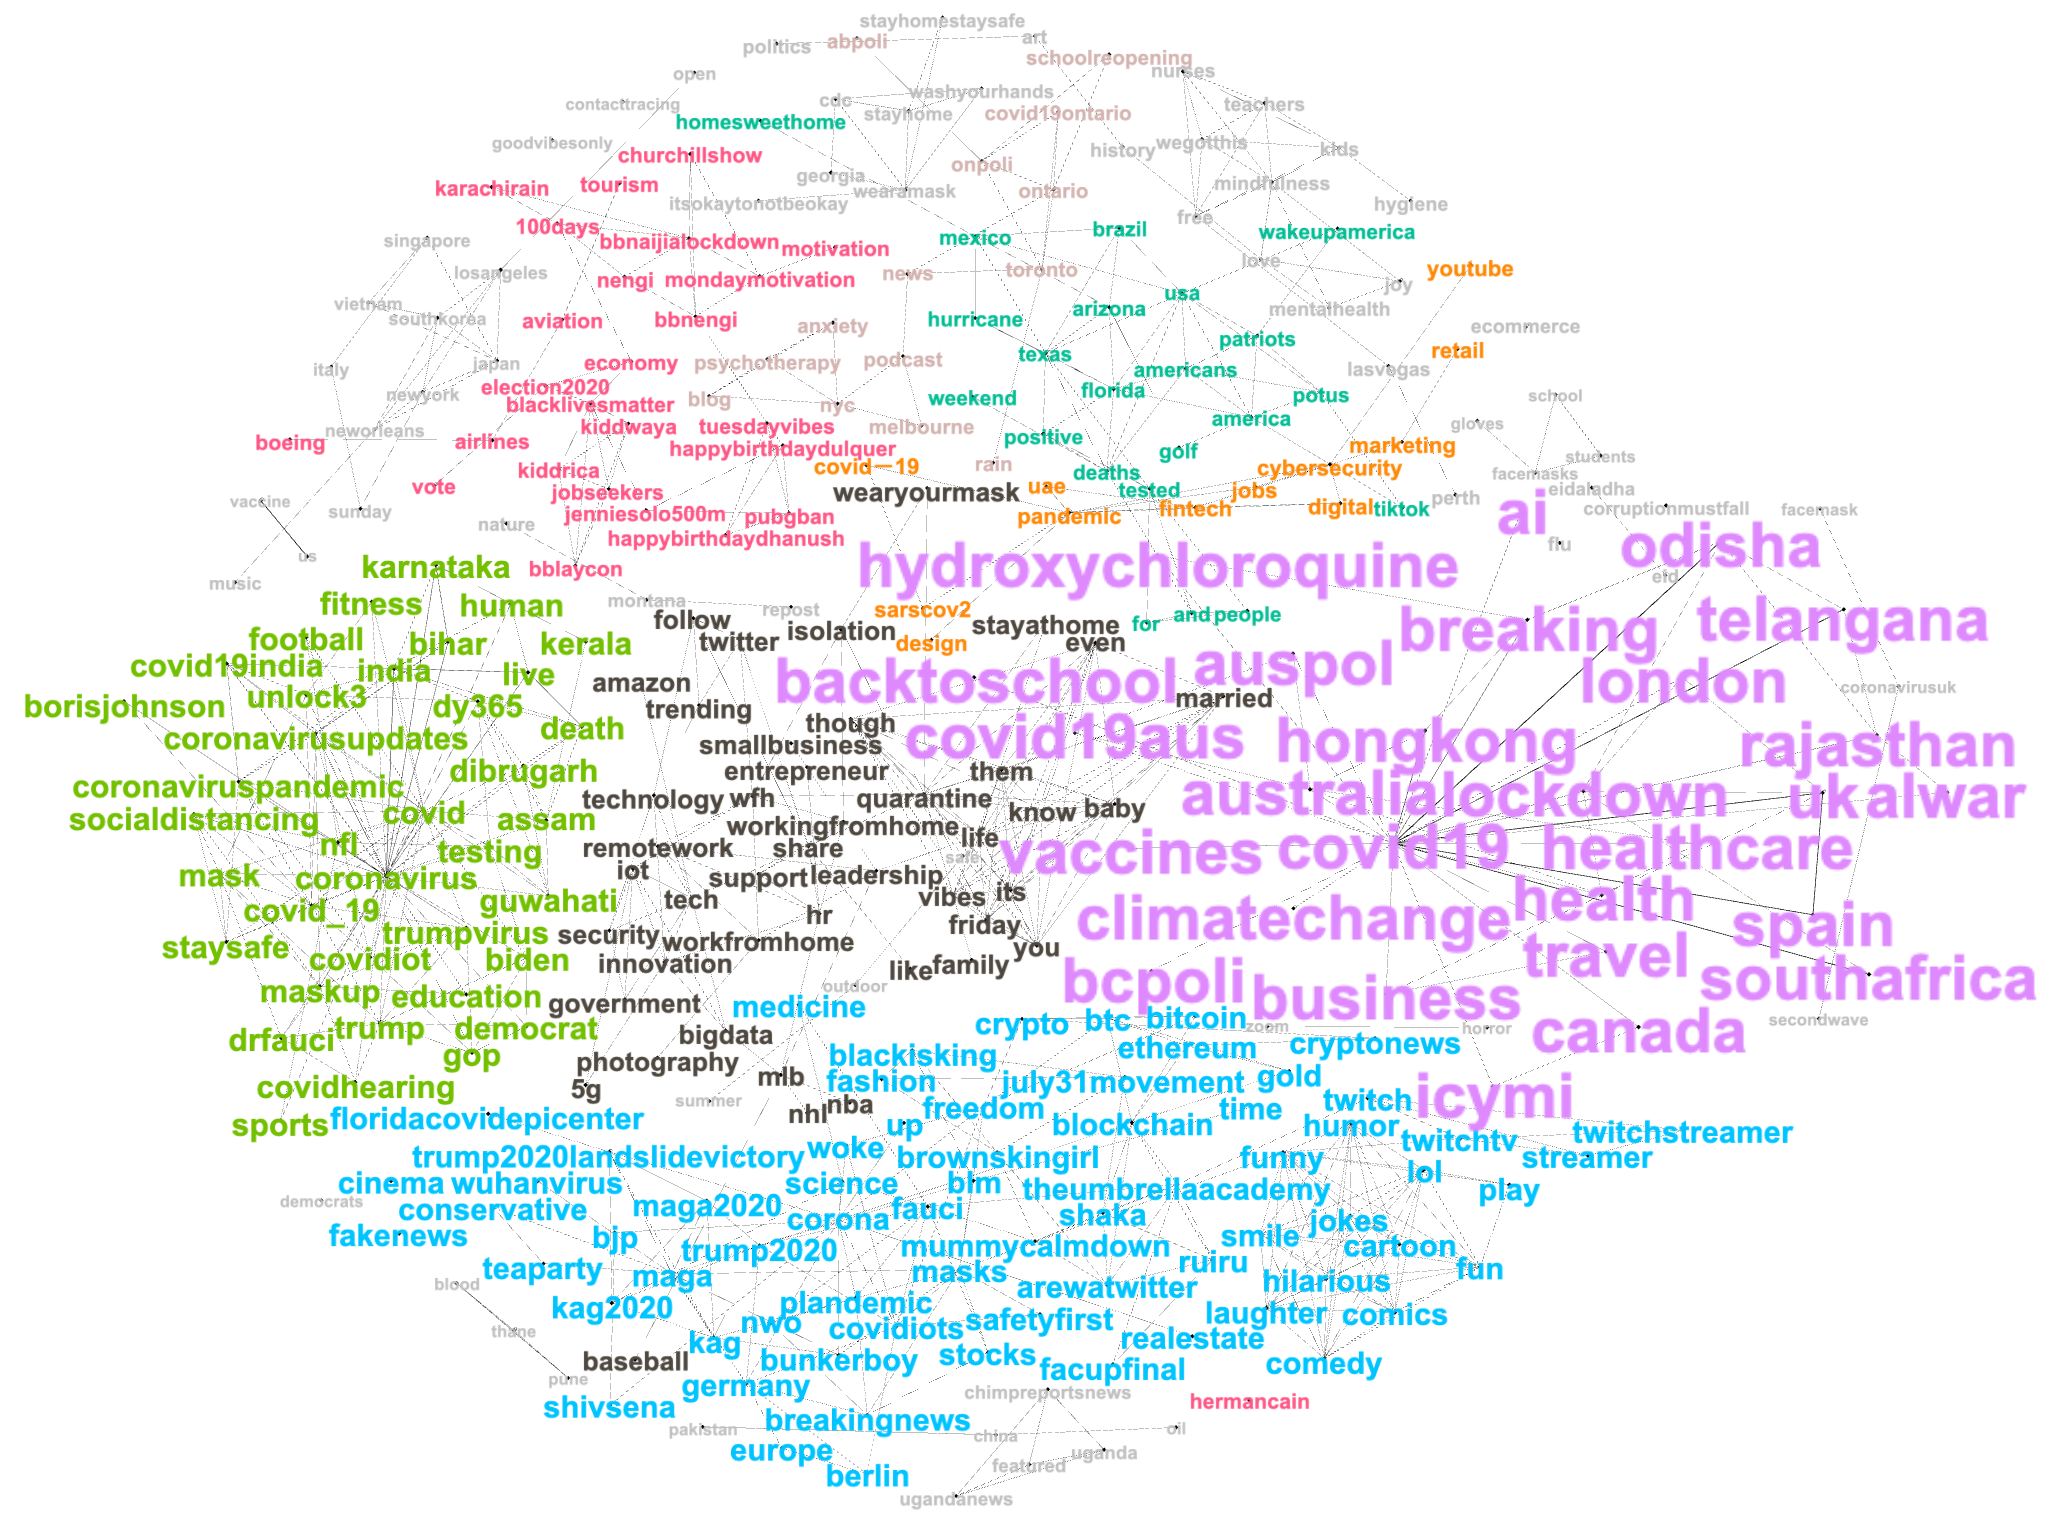 stayhomestaysafe
politics
abpoli
art
schoolreopening
open
nurses
contacttracing
cdc
washyourhands
stayhome
teachers
homesweethome
covid19ontario
goodvibesonly
churchillshow
history
wegotthis
kids
onpoli
karachirain
tourism
georgia
itsokaytonotbeokay
wearamask
ontario
mindfulness
hygiene
100days
free
singapore
bbnaijialockdown
motivation
mexico
brazil
wakeupamerica
losangeles
nengi
mondaymotivation
news
toronto
love
youtube
joy
vietnam
southkorea
aviation
bbnengi
anxiety
hurricane
arizona
usa
mentalhealth
ecommerce
italy
japan
economy
psychotherapy
podcast
texas
patriots
retail
lasvegas
americans
newyork
election2020
blacklivesmatter
blog
nyc
weekend
florida
potus
school
neworleans
kiddwaya
tuesdayvibes
melbourne
america
gloves
boeing
airlines
happybirthdaydulquer
positive
golf
marketing
students
vote
kiddrica
covid—19
rain
deaths
cybersecurity
facemasks
vaccine
sunday
jobseekers
wearyourmask
uae
tested
jobs
perth
eidaladha
nature
jenniesolo500m
pubgban
pandemic
fintech
digital
tiktok
ai
corruptionmustfall
facemask
us
happybirthdaydhanush
flu
odisha
music
karnataka
bblaycon
hydroxychloroquine
eid
fitness
human
montana
repost
sarscov2
for
and
people
breaking
telangana
football
bihar
kerala
follow
twitter
isolation
stayathome
design
even
covid19india
india
live
amazon
backtoschool
auspol
london
coronavirusuk
borisjohnson
unlock3
dy365
trending
married
coronavirusupdates
death
though
covid19aus
hongkong
rajasthan
smallbusiness
coronaviruspandemic
dibrugarh
entrepreneur
them
technology
wfh
quarantine
australialockdown
uk
alwar
socialdistancing
covid
assam
know
baby
workingfromhome
life
nfl
testing
remotework
share
safe
vaccines
covid19
healthcare
mask
coronavirus
iot
support
leadership
covid_19
guwahati
tech
vibes
its
health
hr
friday
climatechange
spain
staysafe
trumpvirus
security
workfromhome
you
covidiot
biden
innovation
like
family
travel
maskup
education
government
outdoor
bcpoli
business
southafrica
medicine
drfauci
trump
democrat
bigdata
crypto
btc
bitcoin
zoom
horror
canada
secondwave
gop
photography
blackisking
ethereum
cryptonews
covidhearing
5g
mlb
fashion
july31movement
gold
icymi
summer
sports
floridacovidepicenter
nhl
nba
freedom
up
blockchain
time
twitch
humor
twitchtv
twitchstreamer
trump2020landslidevictory
woke
brownskingirl
funny
lol
streamer
cinema
wuhanvirus
science
blm
theumbrellaacademy
play
democrats
conservative
maga2020
corona
fauci
shaka
jokes
fakenews
bjp
trump2020
mummycalmdown
smile
cartoon
teaparty
maga
masks
ruiru
fun
blood
arewatwitter
hilarious
kag2020
plandemic
safetyfirst
laughter
comics
thane
nwo
covidiots
realestate
kag
baseball
bunkerboy
stocks
facupfinal
comedy
pune
germany
chimpreportsnews
hermancain
shivsena
breakingnews
pakistan
china
oil
europe
uganda
featured
berlin
ugandanews